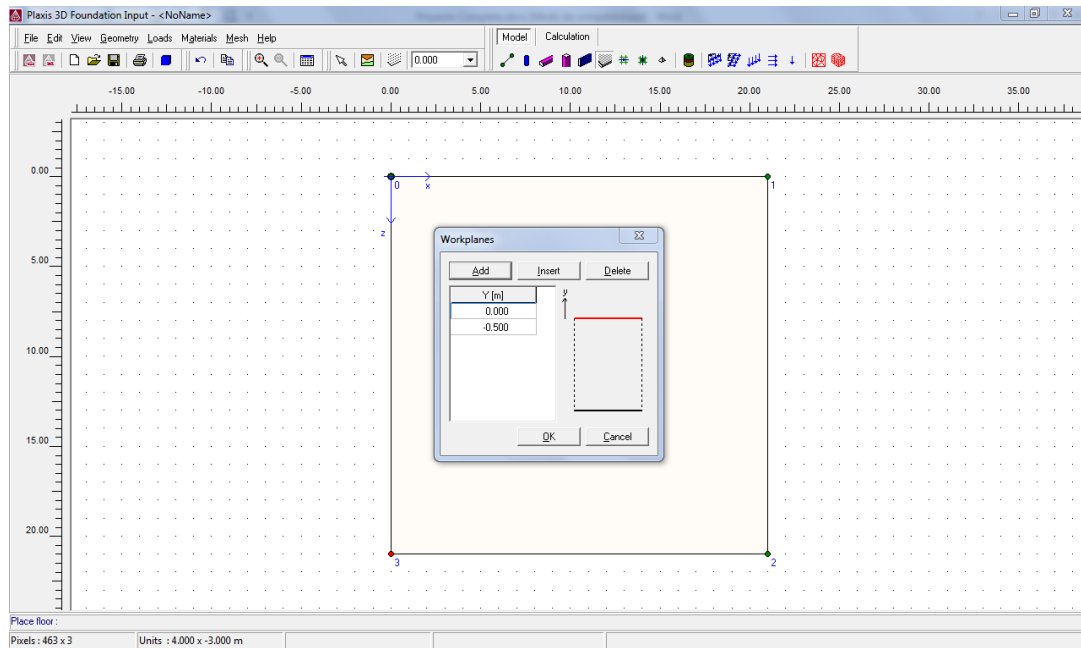 Plaxis 3D Foundation Input - <NoName>
File Edit View Geometry Loads Materials Mesh Help
Model Calculation
0.000
-15.00 -10.00 -5.00 0.00 5.00 10.00 15.00 20.00 25.00 30.00 35.00
0.00
5.00
10.00
15.00
20.00
0 x 1
z
3 2
Workplanes
Add Insert Delete
Y [m] y
0.000
-0.500
OK Cancel
Place floor :
Pixels : 463 x 3 Units : 4.000 x -3.000 m